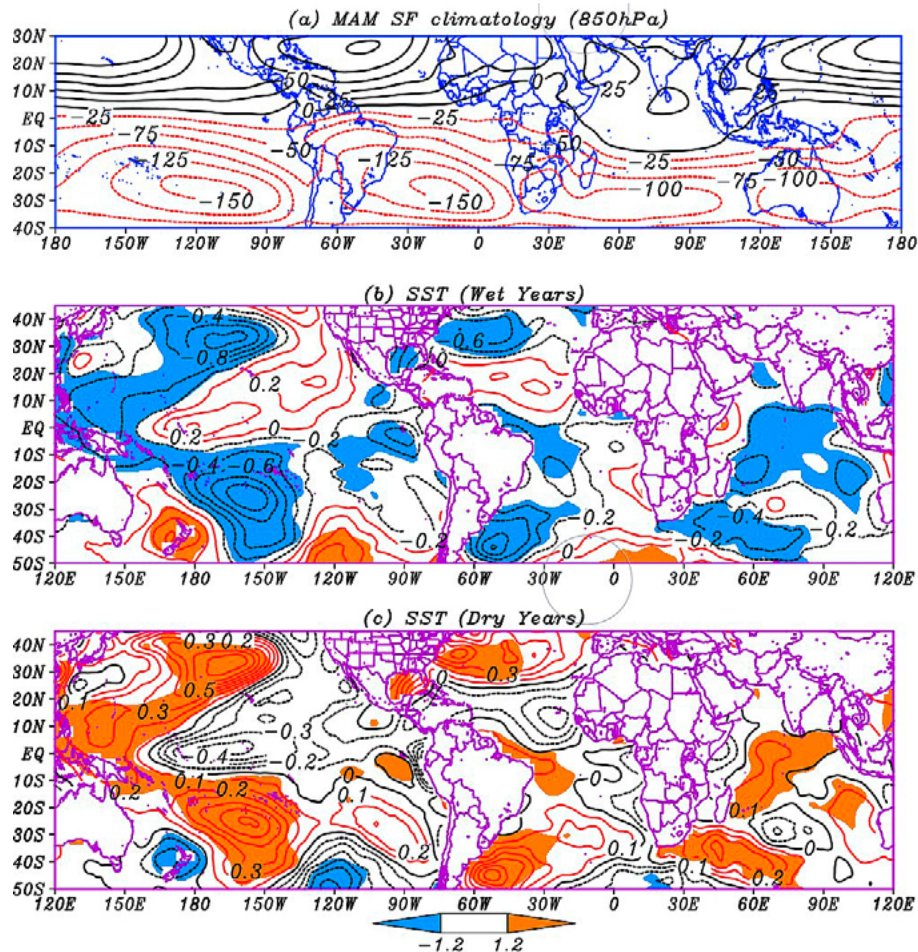 (a) MAM SF climatology (850hPa)
30N
20N
10N
EQ
10S
20S
30S
40S
50
0
-25
0
25
-25
-75
-125
-150
-50
-125
-150
-75
-50
-25
-100
-75
-50
-100
180 150W 120W 90W 60W 30W 0 30E 60E 90E 120E 150E 180
(b) SST (Wet Years)
40N
30N
20N
10N
EQ
10S
20S
30S
40S
50S
-0.4
-0.8
0.2
0.2
0
-0.2
-0.4
-0.6
-0.2
0
-0.6
0
-0.2
0
-0.2
-0.4
-0.2
120E 150E 180 150W 120W 90W 60W 30W 0 30E 60E 90E 120E
(c) SST (Dry Years)
40N
30N
20N
10N
EQ
10S
20S
30S
40S
50S
0.3
0.2
0.1
0.5
0.3
-0.3
-0.4
-0.2
0.1
0.2
0.2
0.3
0
0.1
0.2
0
0.3
0
0.1
0.1
0.1
0
0.2
120E 150E 180 150W 120W 90W 60W 30W 0 30E 60E 90E 120E
-1.2 1.2